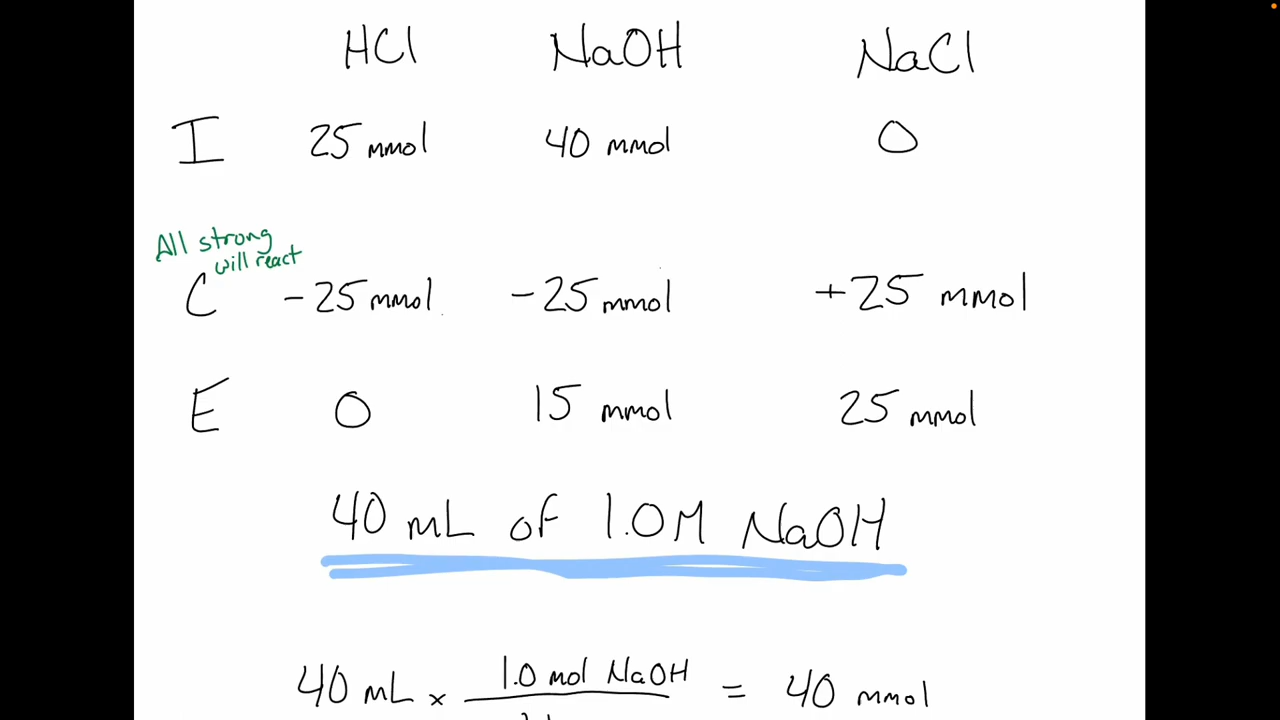 HCl NaOH NaCl
I 25 mmol 40 mmol 0
All strong
will react
C -25 mmol -25 mmol +25 mmol
E 0 15 mmol 25 mmol
40 mL of 1.0M NaOH
1.0 mol NaOH
40 mL x = 40 mmol